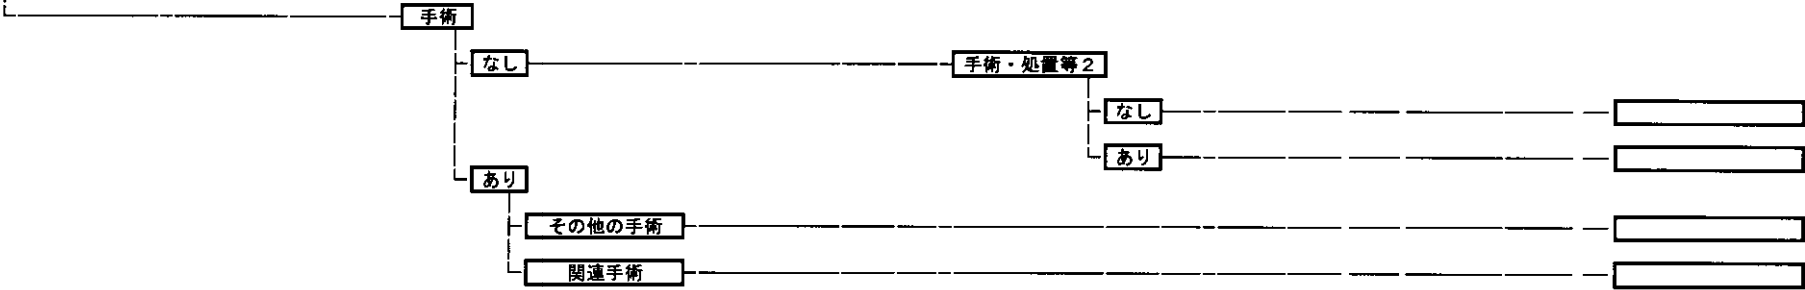 手術
なし
手術・処置等2
なし
あり
あり
その他の手術
関連手術